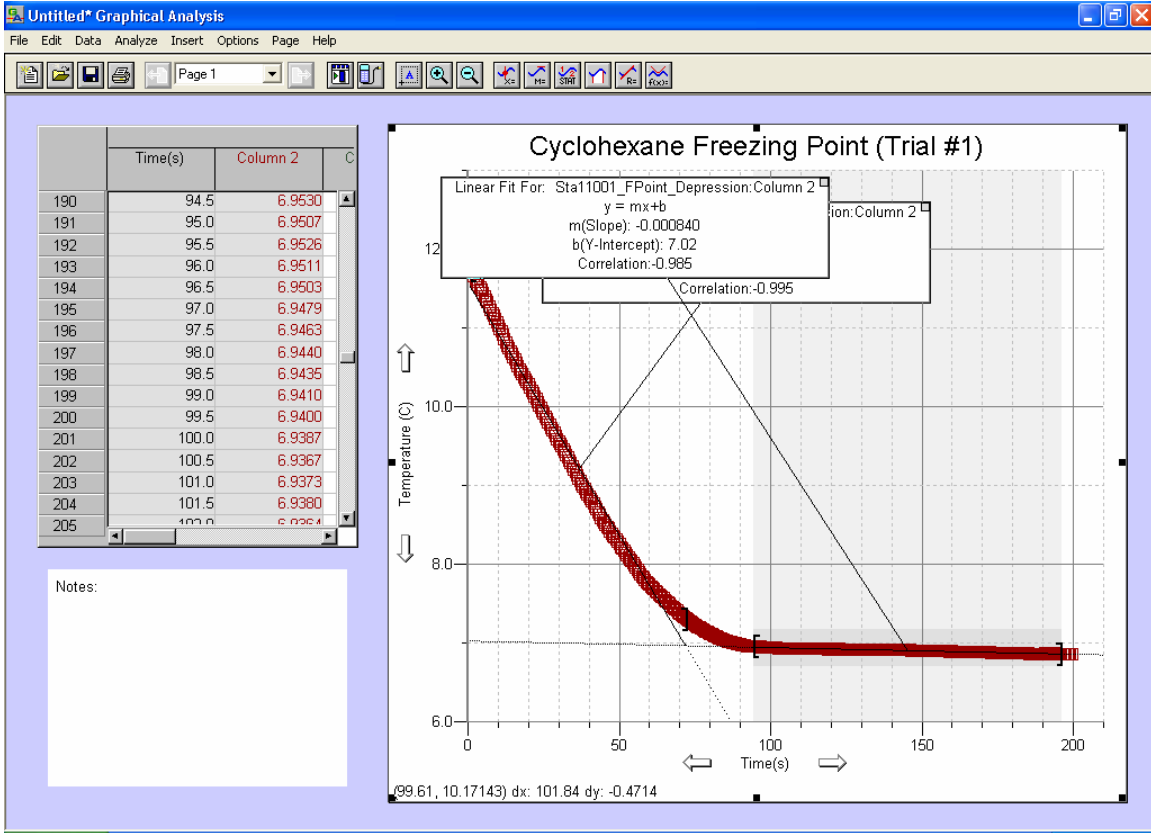 Untitled* Graphical Analysis
File Edit Data Analyze Insert Options Page Help
Page 1
X= M= STAT R= f(x)=
Time(s) Column 2 C
190 94.5 6.9530
191 95.0 6.9507
192 95.5 6.9526
193 96.0 6.9511
194 96.5 6.9503
195 97.0 6.9479
196 97.5 6.9463
197 98.0 6.9440
198 98.5 6.9435
199 99.0 6.9410
200 99.5 6.9400
201 100.0 6.9387
202 100.5 6.9367
203 101.0 6.9373
204 101.5 6.9380
205 102.0 6.9364
Notes:
Cyclohexane Freezing Point (Trial #1)
Linear Fit For: Sta11001_FPoint_Depression:Column 2
y = mx+b
m(Slope): -0.000840
b(Y-Intercept): 7.02
Correlation:-0.985
ion:Column 2
Correlation:-0.995
12
10.0
8.0
6.0
Temperature (C)
0 50 100 150 200
Time(s)
(99.61, 10.17143) dx: 101.84 dy: -0.4714